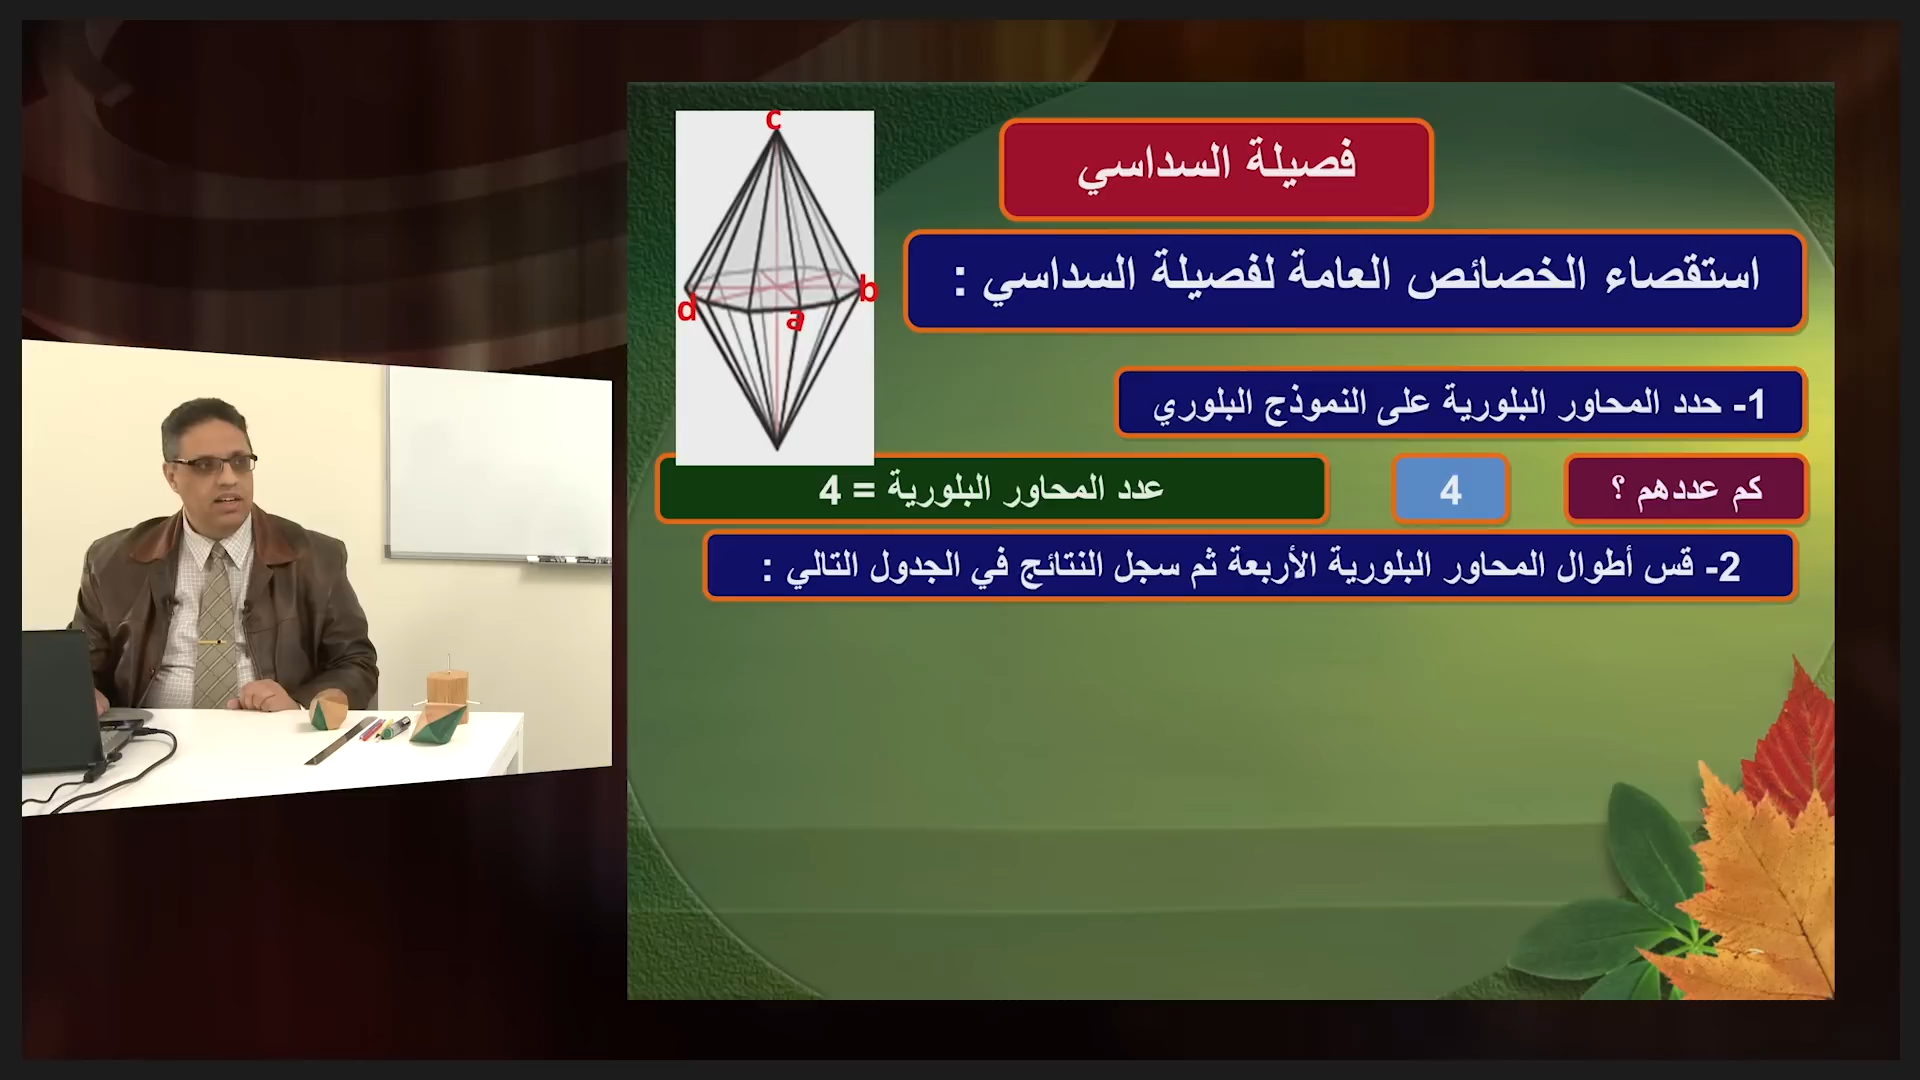 فصيلة السداسي
استقصاء الخصائص العامة لفصيلة السداسي :
c
d
a
b
1- حدد المحاور البلورية على النموذج البلوري
كم عددهم ؟
4
عدد المحاور البلورية = 4
2- قس أطوال المحاور البلورية الأربعة ثم سجل النتائج في الجدول التالي :